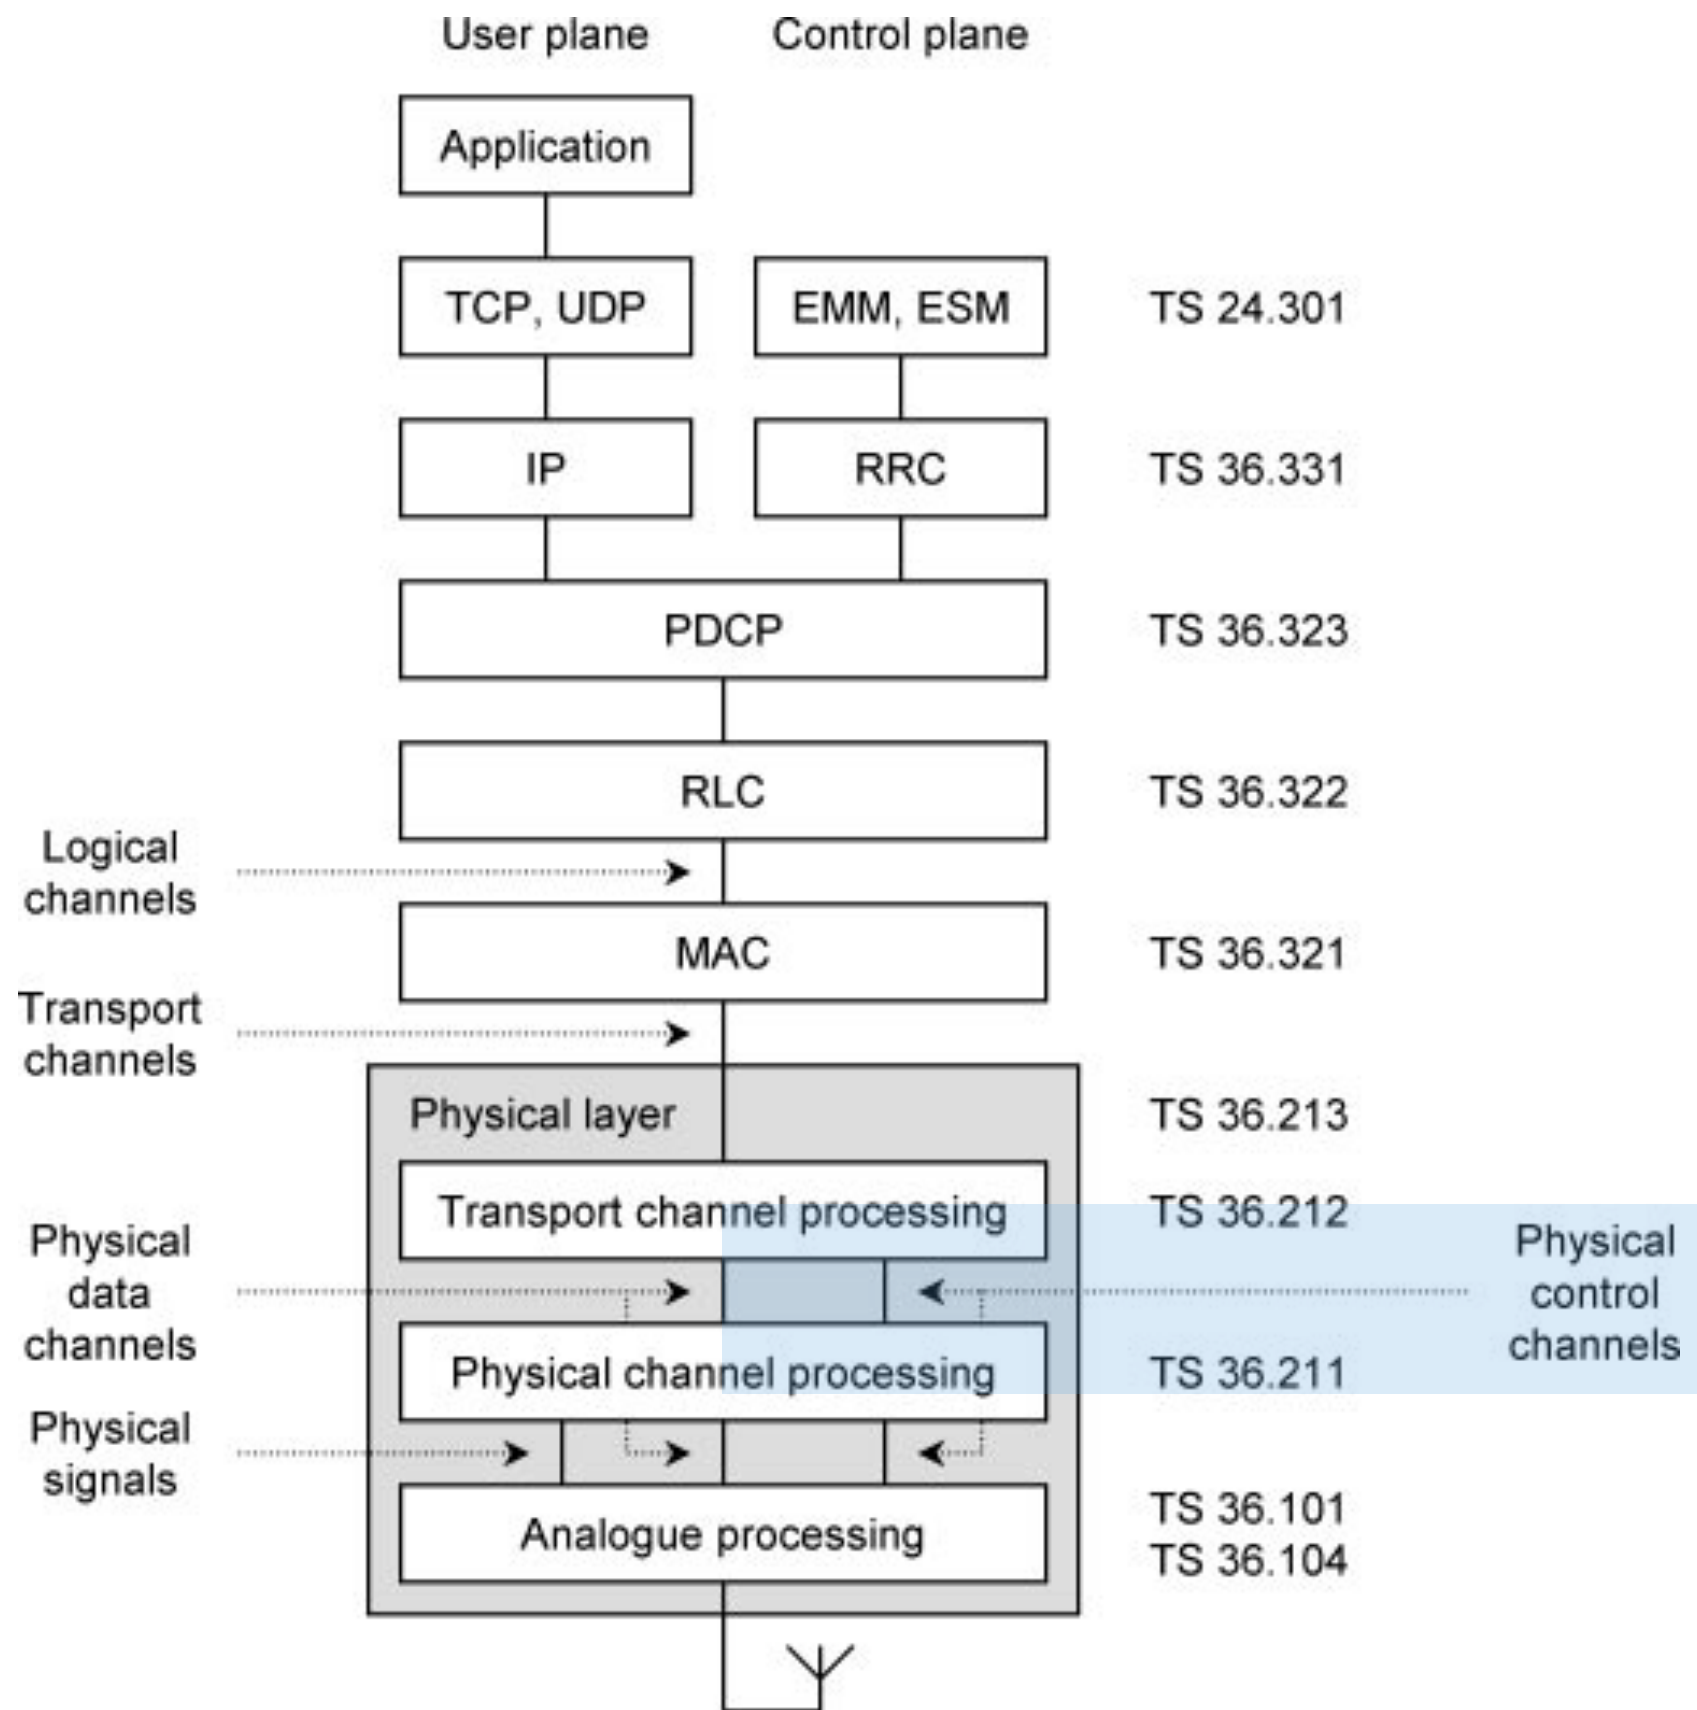 User plane
Control plane
Application
TCP, UDP
EMM, ESM
TS 24.301
IP
RRC
TS 36.331
PDCP
TS 36.323
RLC
TS 36.322
Logical
channels
MAC
TS 36.321
Transport
channels
Physical layer
TS 36.213
Transport channel processing
TS 36.212
Physical
data
channels
Physical
control
channels
Physical channel processing
TS 36.211
Physical
signals
Analogue processing
TS 36.101
TS 36.104